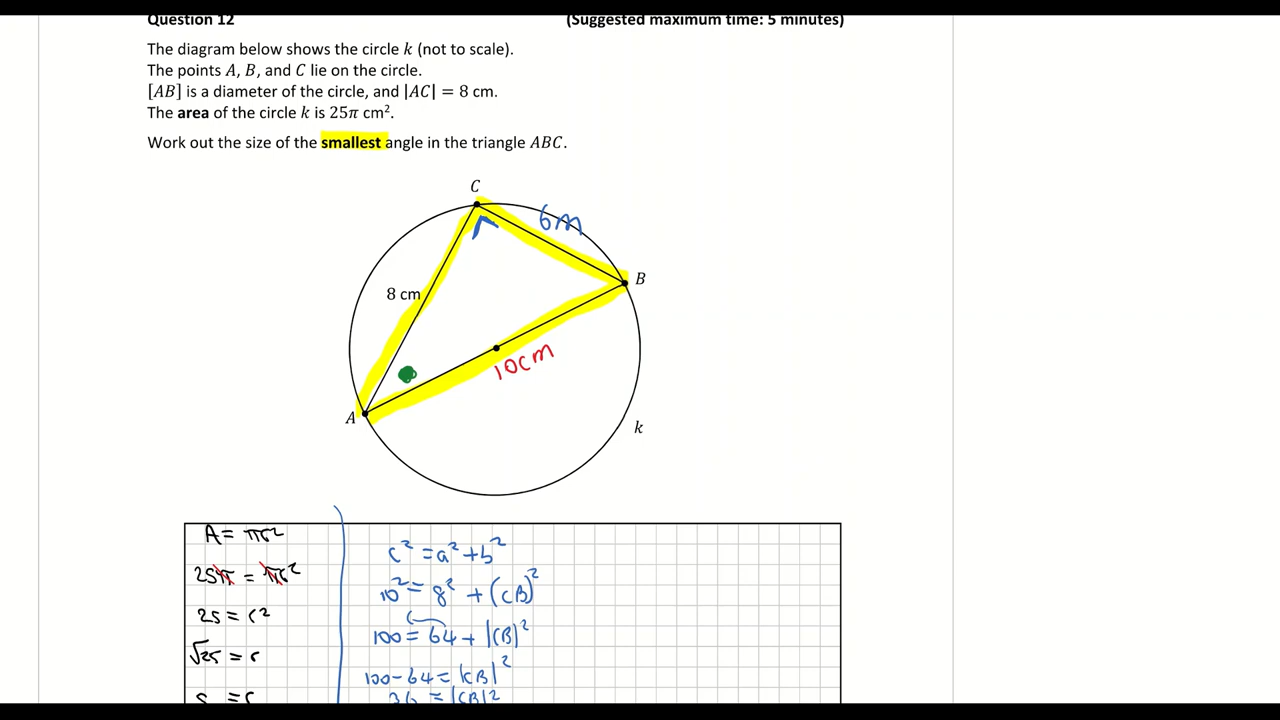 Question 12 (Suggested maximum time: 5 minutes)
The diagram below shows the circle k (not to scale).
The points A, B, and C lie on the circle.
[AB] is a diameter of the circle, and |AC| = 8 cm.
The area of the circle k is 25π cm².
Work out the size of the smallest angle in the triangle ABC.
C
6m
B
8 cm
10cm
A
k
A = πr²
25π = πr²
25 = r²
√25 = r
5 = r
c² = a² + b²
10² = 8² + (CB)²
100 = 64 + |CB|²
100 - 64 = |CB|²
36 = |CB|²